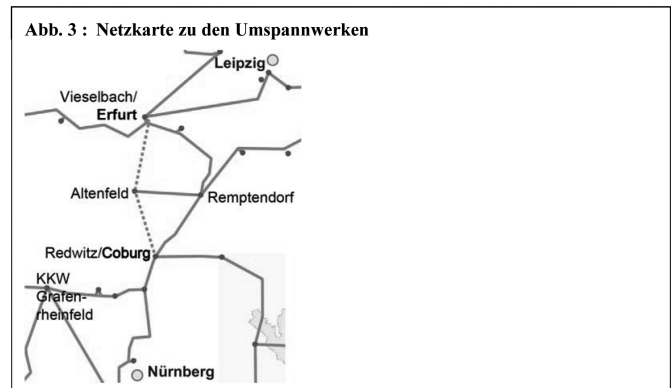 Abb. 3 : Netzkarte zu den Umspannwerken
Leipzig
Vieselbach/
Erfurt
Altenfeld
Remptendorf
Redwitz/Coburg
KKW
Grafen-
rheinfeld
Nürnberg